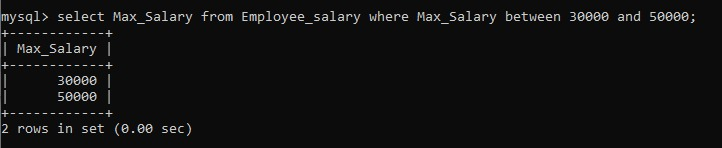 mysql> select Max_Salary from Employee_salary where Max_Salary between 30000 and 50000;
+------------+
| Max_Salary |
+------------+
|      30000 |
|      50000 |
+------------+
2 rows in set (0.00 sec)